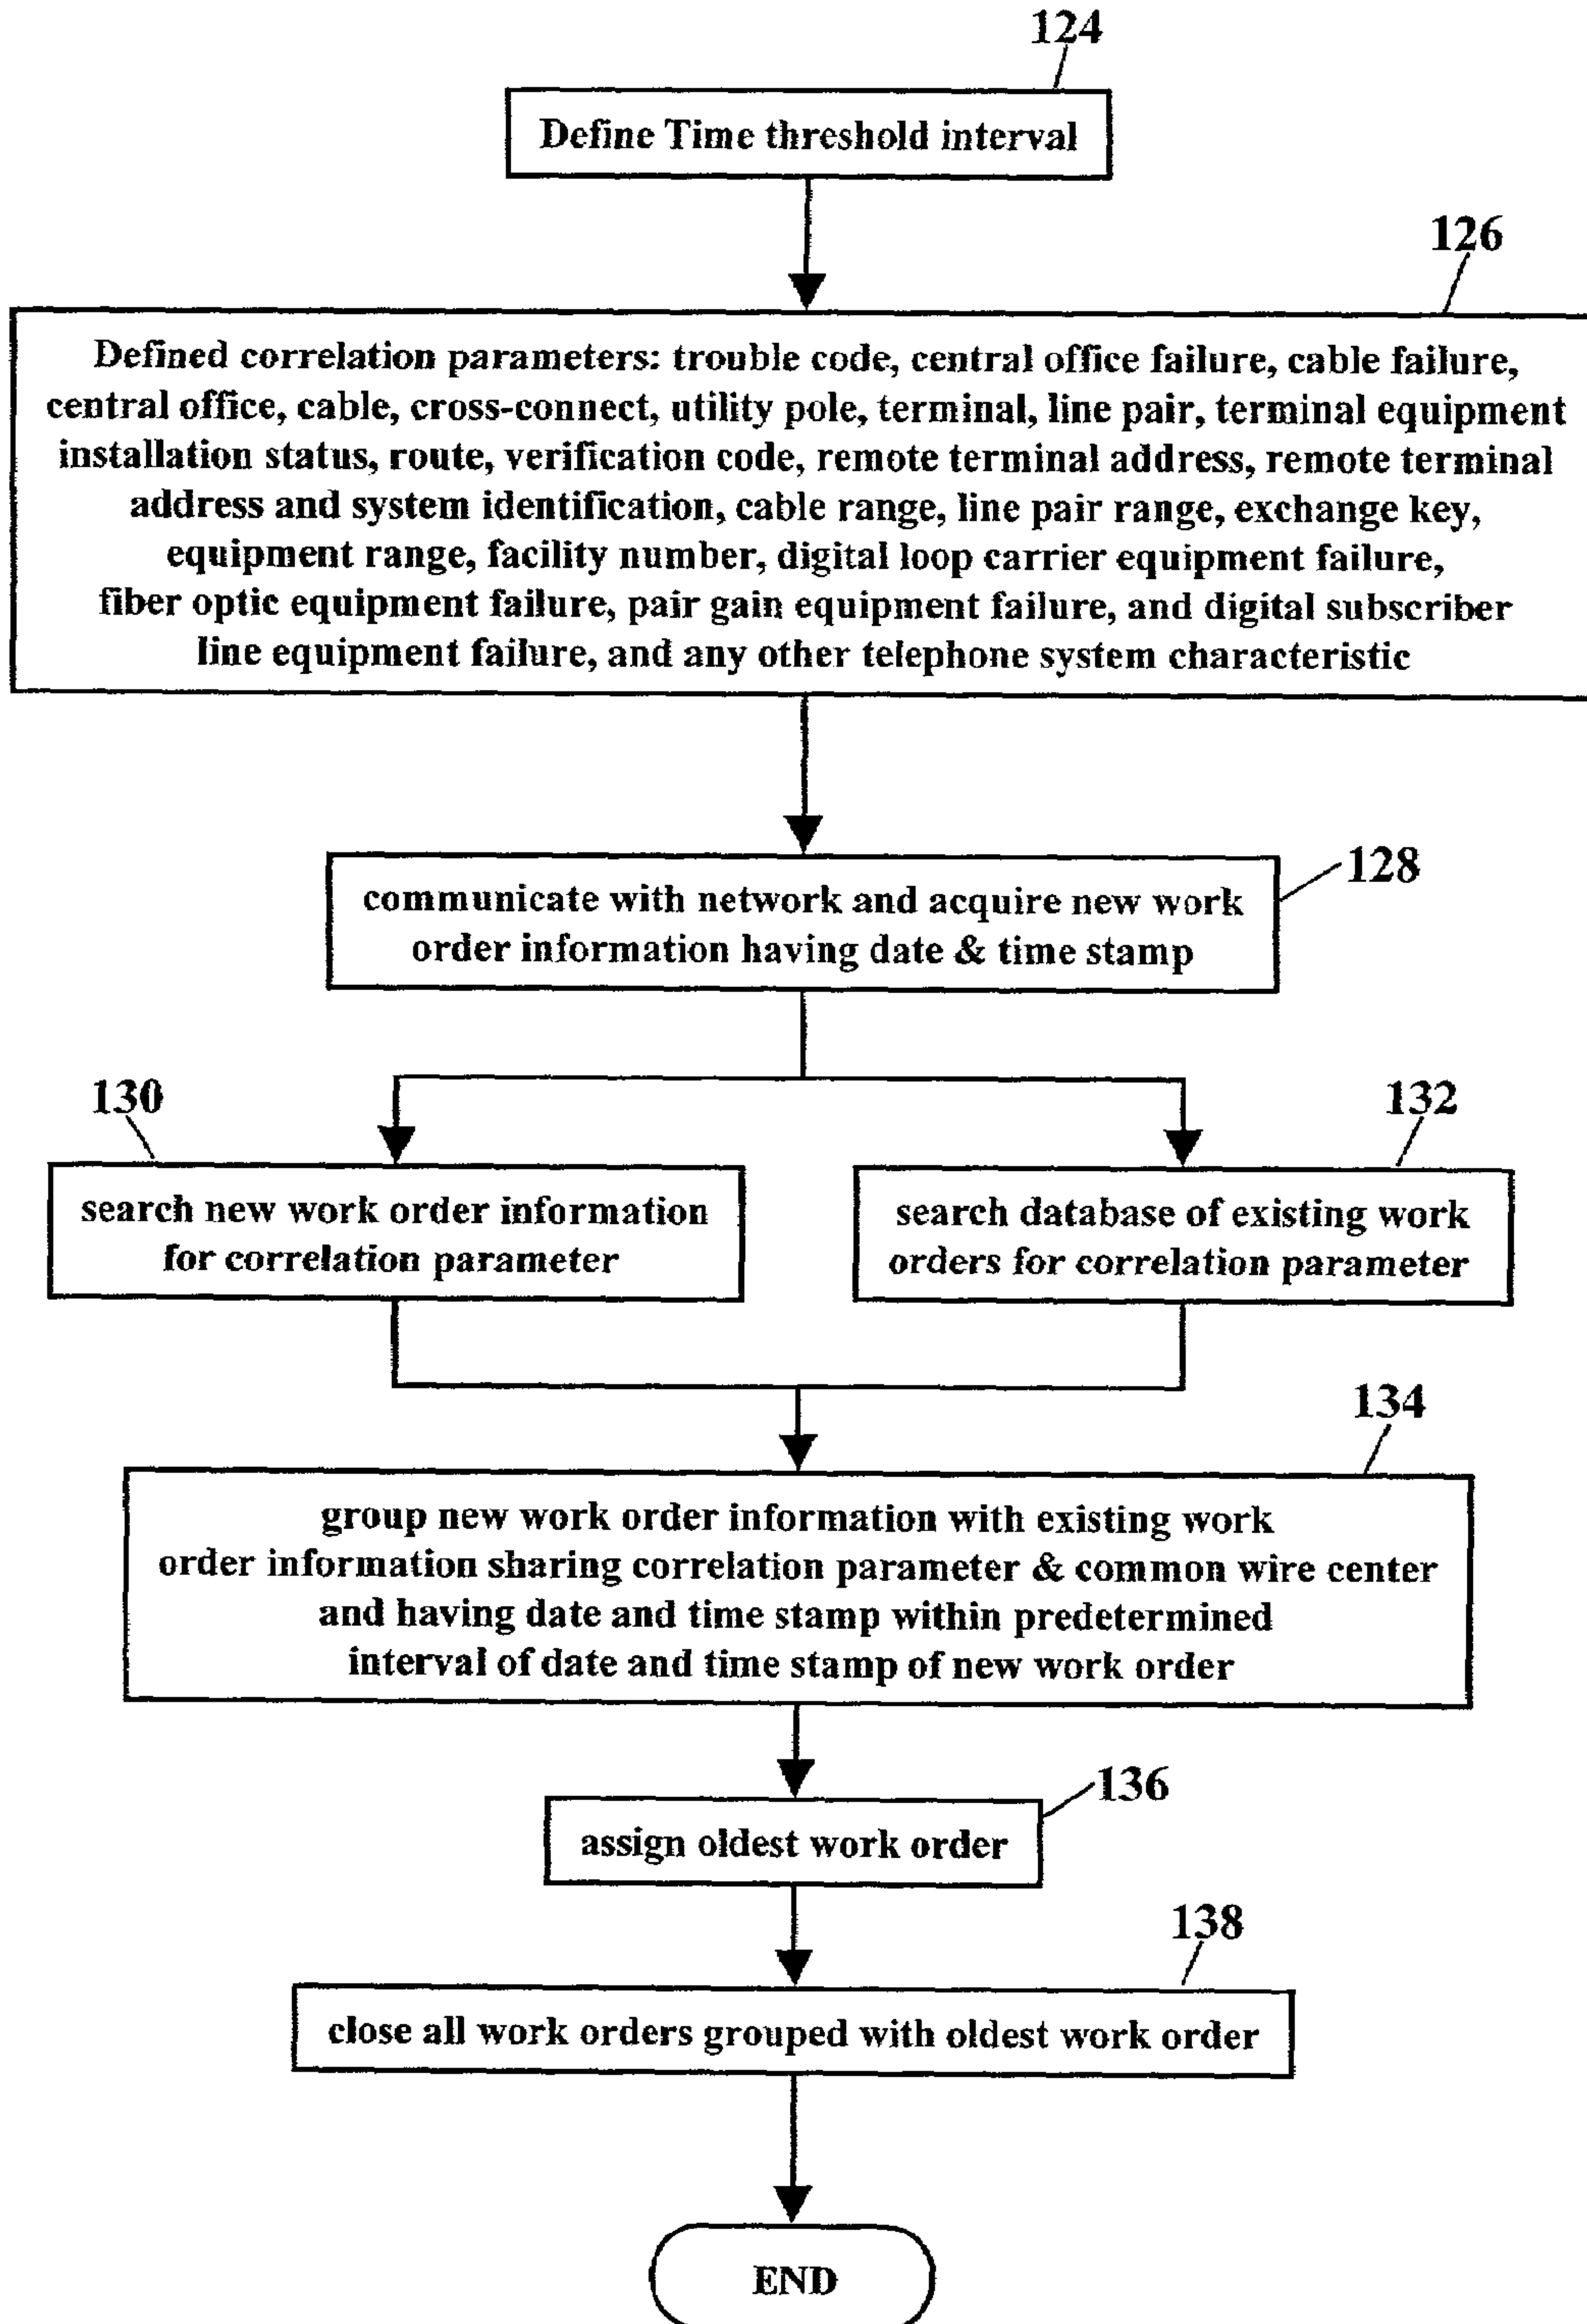 124
Define Time threshold interval
126
Defined correlation parameters: trouble code, central office failure, cable failure,
central office, cable, cross-connect, utility pole, terminal, line pair, terminal equipment
installation status, route, verification code, remote terminal address, remote terminal
address and system identification, cable range, line pair range, exchange key,
equipment range, facility number, digital loop carrier equipment failure,
fiber optic equipment failure, pair gain equipment failure, and digital subscriber
line equipment failure, and any other telephone system characteristic
128
communicate with network and acquire new work
order information having date & time stamp
130
132
search new work order information
for correlation parameter
search database of existing work
orders for correlation parameter
134
group new work order information with existing work
order information sharing correlation parameter & common wire center
and having date and time stamp within predetermined
interval of date and time stamp of new work order
136
assign oldest work order
138
close all work orders grouped with oldest work order
END